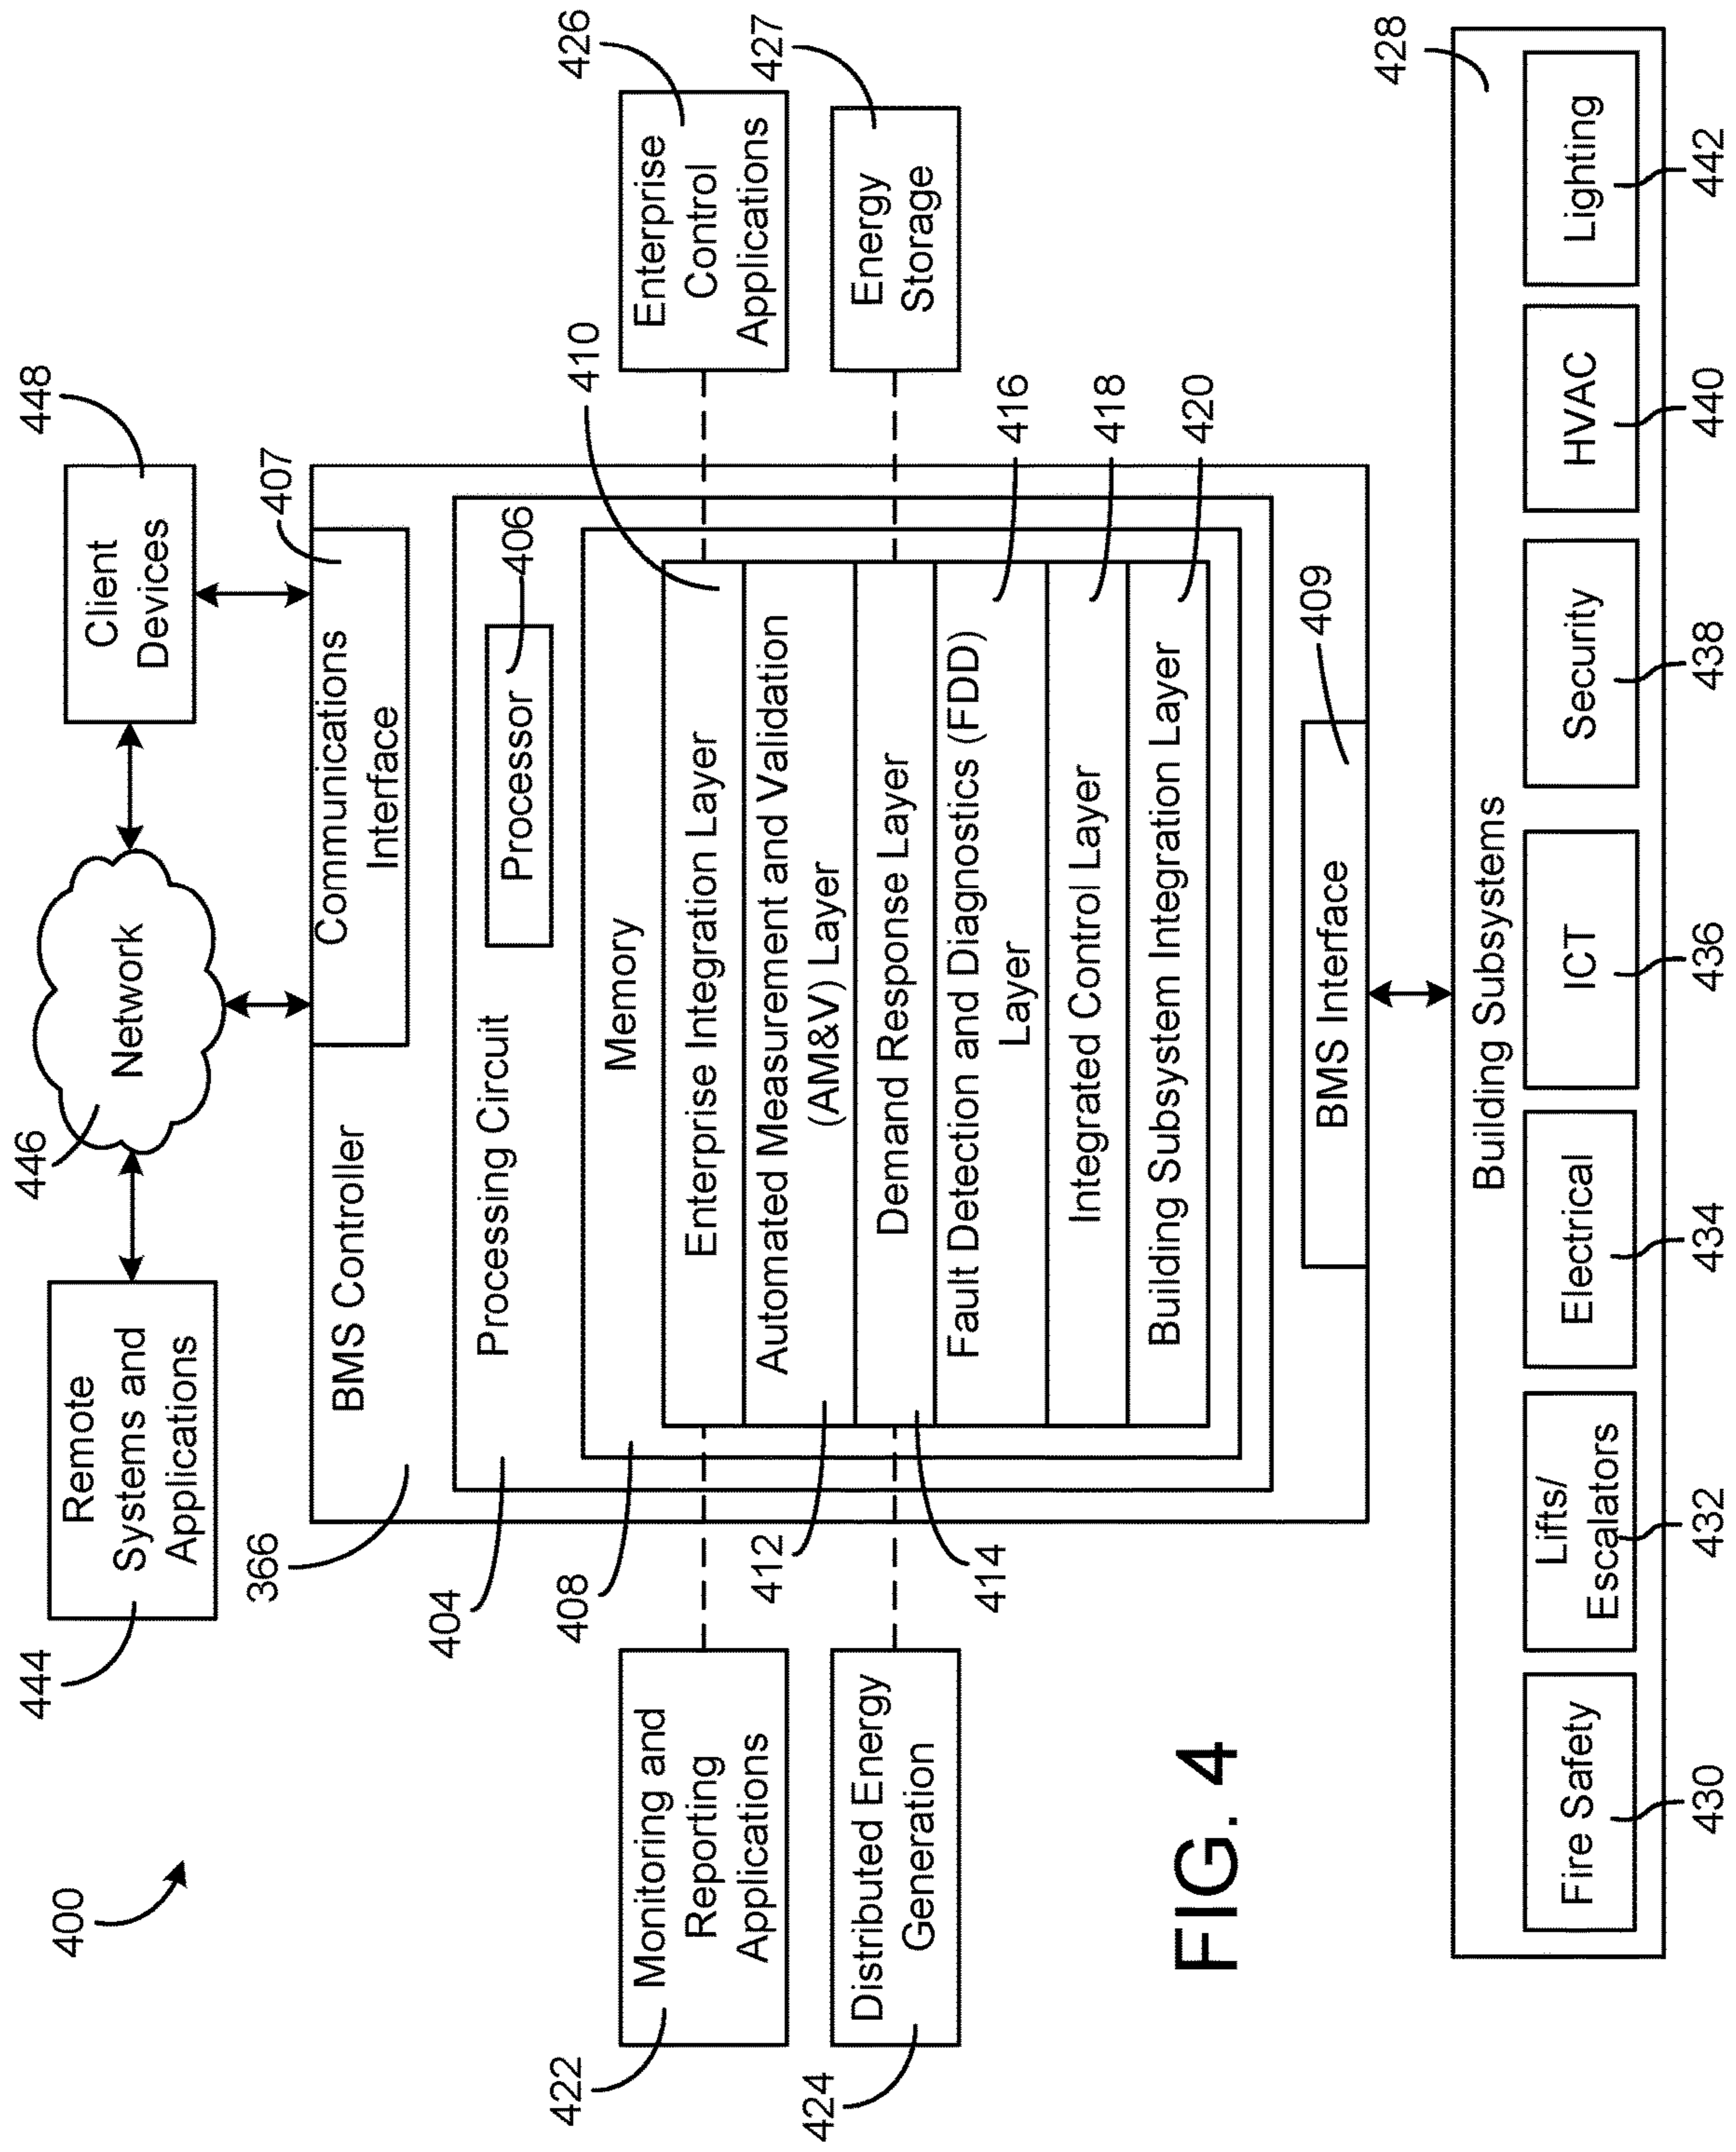 400
444
Remote
Systems and
Applications
446
Network
448
Client
Devices
366
BMS Controller
407
Communications
Interface
404
Processing Circuit
Processor
406
408
Memory
410
Enterprise Integration Layer
Automated Measurement and Validation
(AM&V) Layer
412
Demand Response Layer
414
Fault Detection and Diagnostics (FDD)
Layer
416
Integrated Control Layer
418
Building Subsystem Integration Layer
420
422
Monitoring and
Reporting
Applications
424
Distributed Energy
Generation
426
Enterprise
Control
Applications
427
Energy
Storage
BMS Interface
409
FIG. 4
428
Building Subsystems
Fire Safety
Lifts/
Escalators
Electrical
ICT
Security
HVAC
Lighting
430
432
434
436
438
440
442